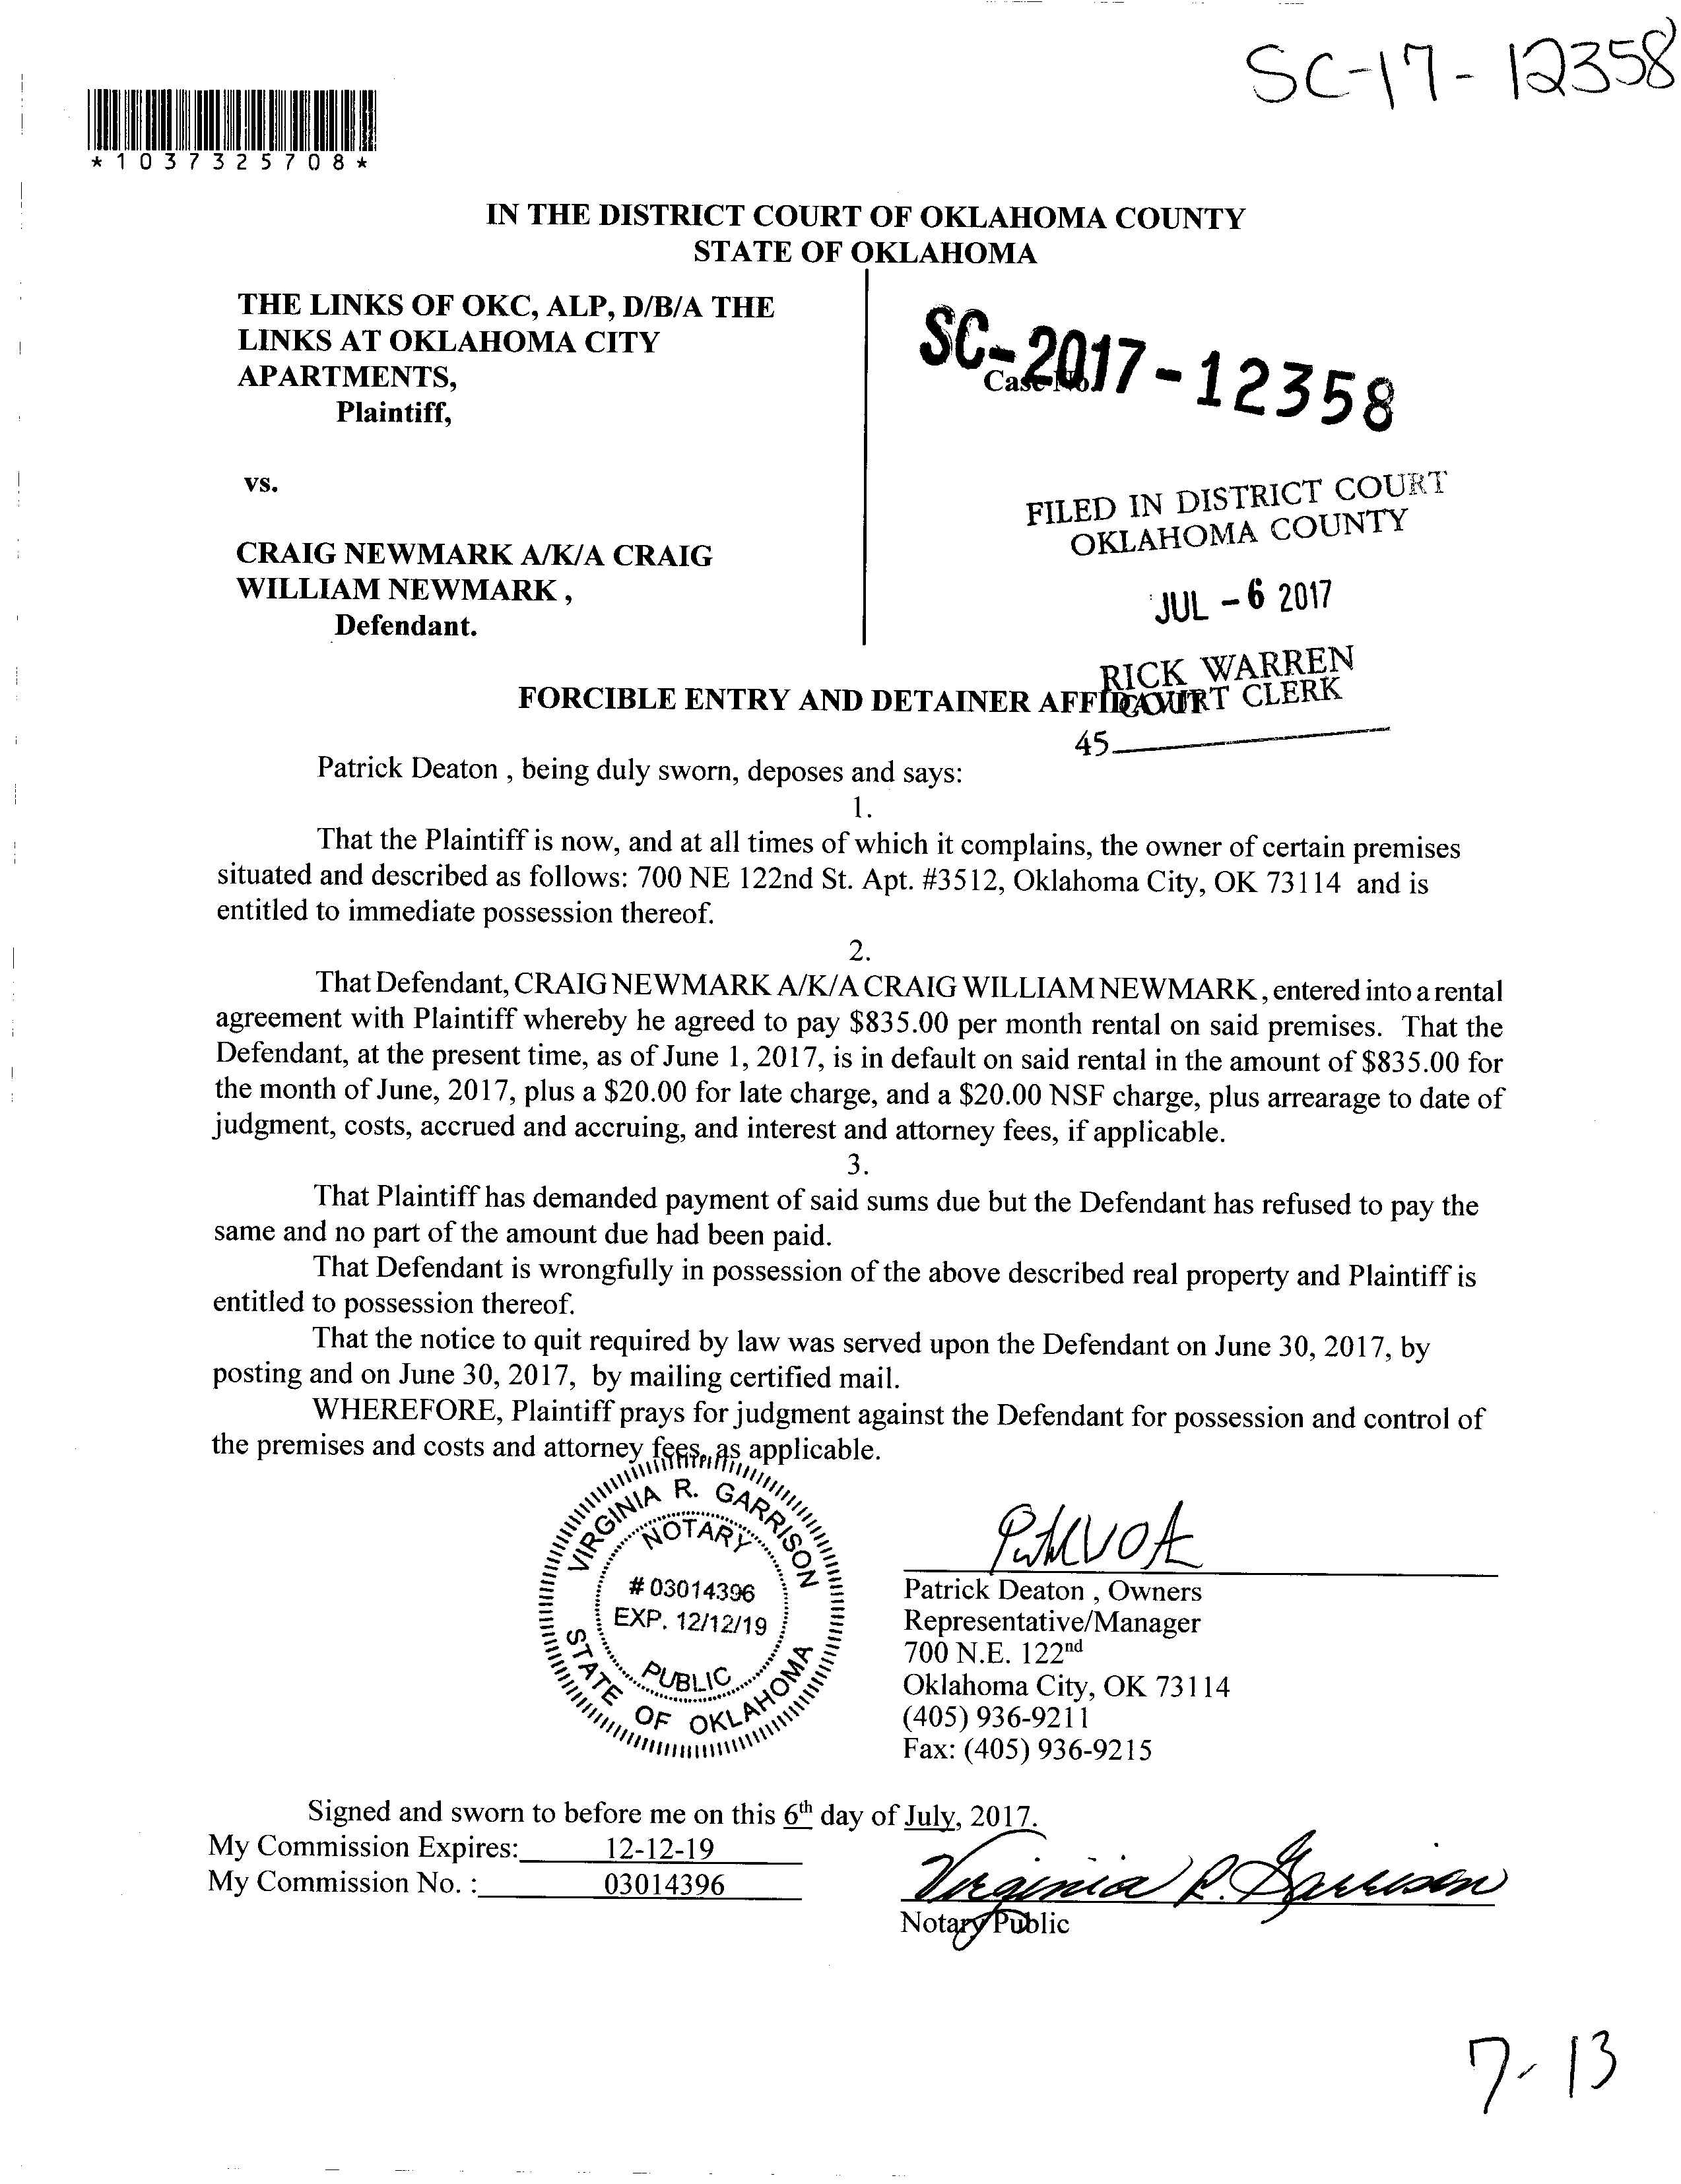 SC-17-12358
*1037325708*
IN THE DISTRICT COURT OF OKLAHOMA COUNTY
STATE OF OKLAHOMA
THE LINKS OF OKC, ALP, D/B/A THE
LINKS AT OKLAHOMA CITY
APARTMENTS,
Plaintiff,
vs.
CRAIG NEWMARK A/K/A CRAIG
WILLIAM NEWMARK ,
Defendant.
SC-2017-12358
Case No.
FILED IN DISTRICT COURT
OKLAHOMA COUNTY
JUL - 6 2017
RICK WARREN
COURT CLERK
45
FORCIBLE ENTRY AND DETAINER AFFIDAVIT
Patrick Deaton , being duly sworn, deposes and says:
1.
That the Plaintiff is now, and at all times of which it complains, the owner of certain premises
situated and described as follows: 700 NE 122nd St. Apt. #3512, Oklahoma City, OK 73114 and is
entitled to immediate possession thereof.
2.
That Defendant, CRAIG NEWMARK A/K/A CRAIG WILLIAM NEWMARK , entered into a rental
agreement with Plaintiff whereby he agreed to pay $835.00 per month rental on said premises. That the
Defendant, at the present time, as of June 1, 2017, is in default on said rental in the amount of $835.00 for
the month of June, 2017, plus a $20.00 for late charge, and a $20.00 NSF charge, plus arrearage to date of
judgment, costs, accrued and accruing, and interest and attorney fees, if applicable.
3.
That Plaintiff has demanded payment of said sums due but the Defendant has refused to pay the
same and no part of the amount due had been paid.
That Defendant is wrongfully in possession of the above described real property and Plaintiff is
entitled to possession thereof.
That the notice to quit required by law was served upon the Defendant on June 30, 2017, by
posting and on June 30, 2017, by mailing certified mail.
WHEREFORE, Plaintiff prays for judgment against the Defendant for possession and control of
the premises and costs and attorney fees, as applicable.
VIRGINIA R. GARRISON
NOTARY
# 03014396
EXP. 12/12/19
PUBLIC
STATE OF OKLAHOMA
Patrick Deaton , Owners
Representative/Manager
700 N.E. 122nd
Oklahoma City, OK 73114
(405) 936-9211
Fax: (405) 936-9215
Signed and sworn to before me on this 6th day of July, 2017.
My Commission Expires: 12-12-19
My Commission No. : 03014396
Virginia R. Garrison
Notary Public
7-13